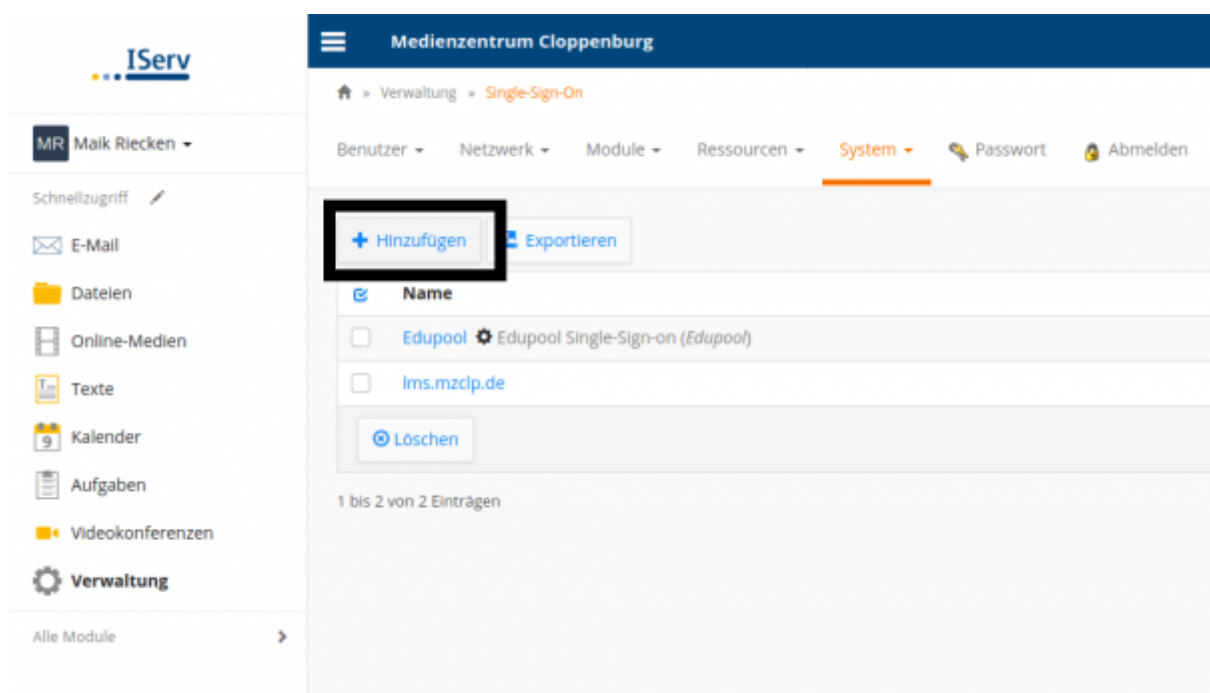 IServ
Medienzentrum Cloppenburg
» Verwaltung » Single-Sign-On
MR Maik Riecken
Benutzer Netzwerk Module Ressourcen System Passwort Abmelden
Schnellzugriff
E-Mail
Dateien
Online-Medien
Texte
9 Kalender
Aufgaben
Videokonferenzen
Verwaltung
Alle Module
+ Hinzufügen Exportieren
Name
Edupool Edupool Single-Sign-on (Edupool)
lms.mzclp.de
Löschen
1 bis 2 von 2 Einträgen